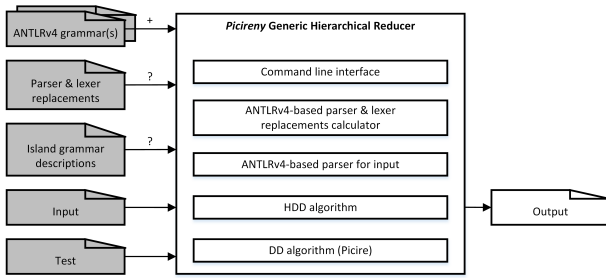 ANTLRv4 grammar(s)
+
Parser & lexer
replacements
?
Island grammar
descriptions
?
Input
Test
Picireny Generic Hierarchical Reducer
Command line interface
ANTLRv4-based parser & lexer
replacements calculator
ANTLRv4-based parser for input
HDD algorithm
DD algorithm (Picire)
Output